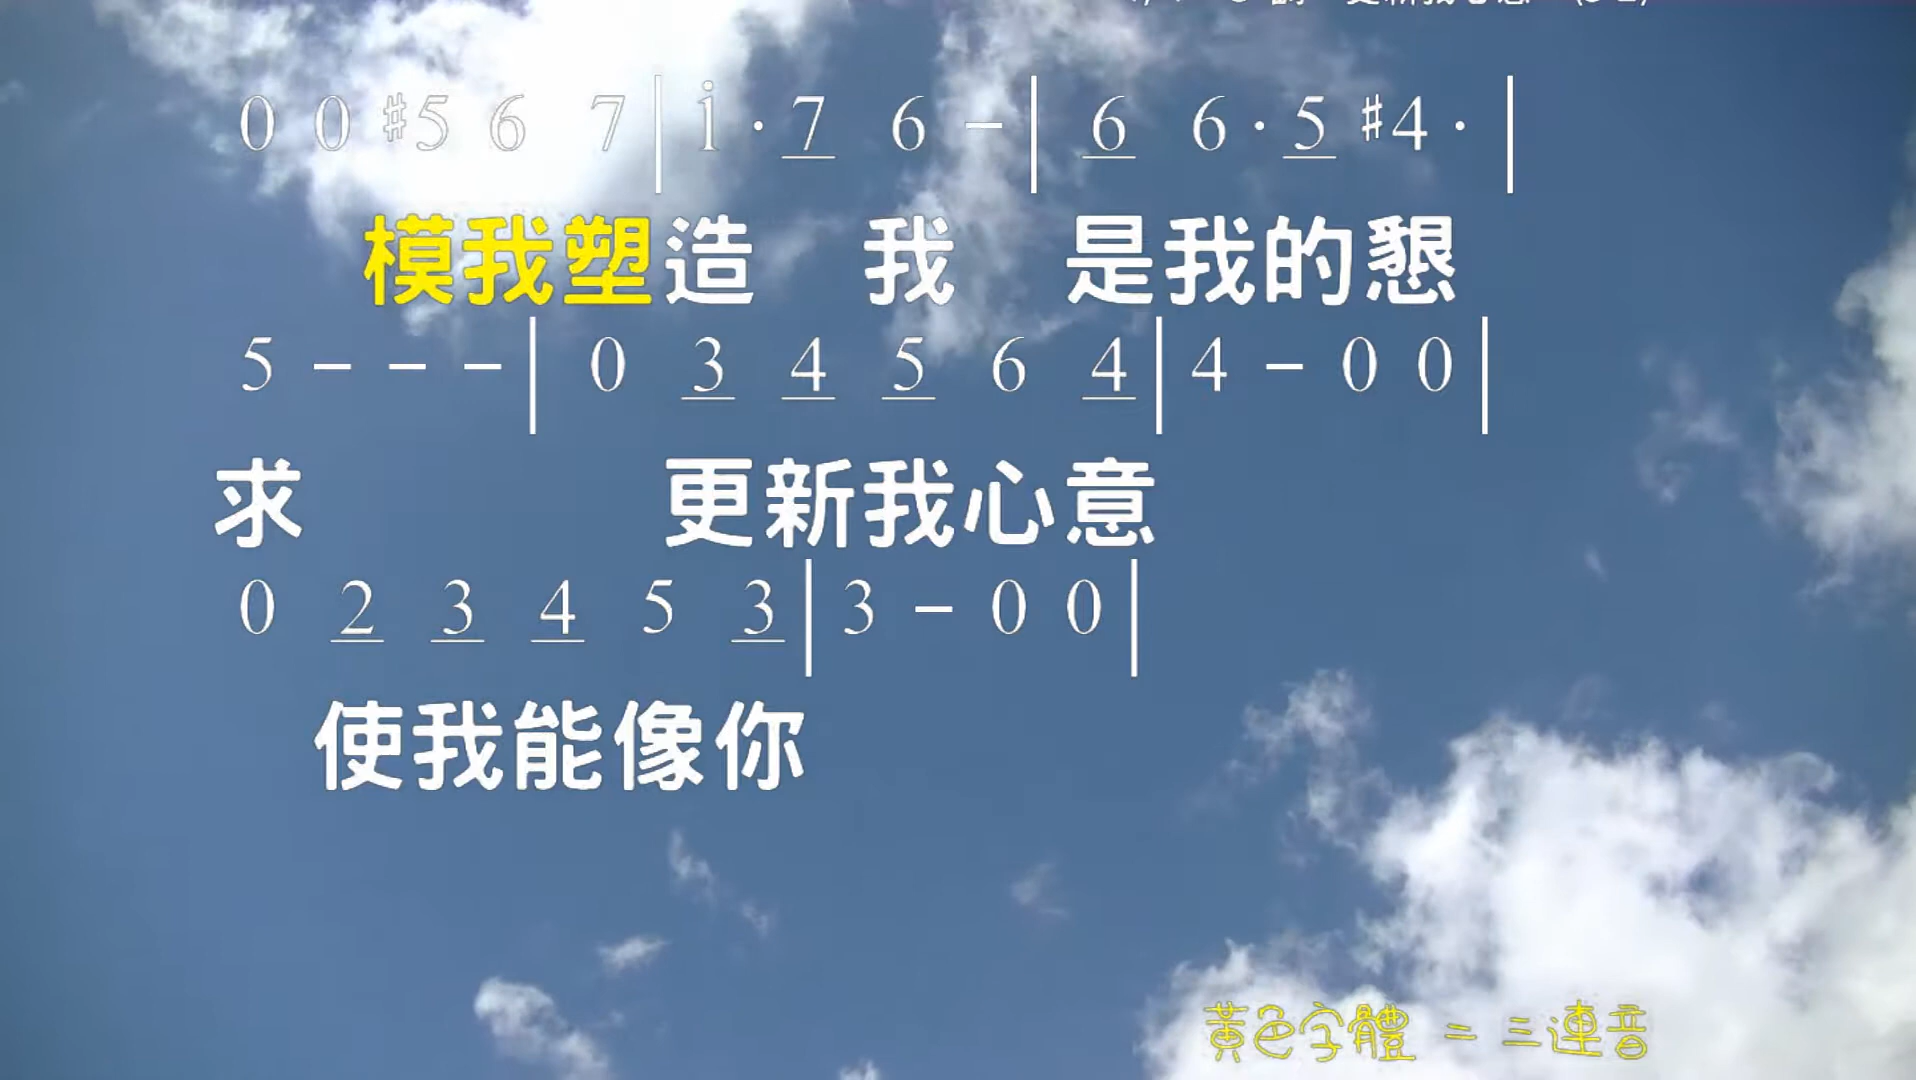 0 0 #5 6 7 | i · 7 6 – | 6 6 · 5 #4 · |
模我塑造 我 是我的懇
5 – – – | 0 3 4 5 6 4 | 4 – 0 0 |
求 更新我心意
0 2 3 4 5 3 | 3 – 0 0 |
使我能像你
黃色字體 = 三連音